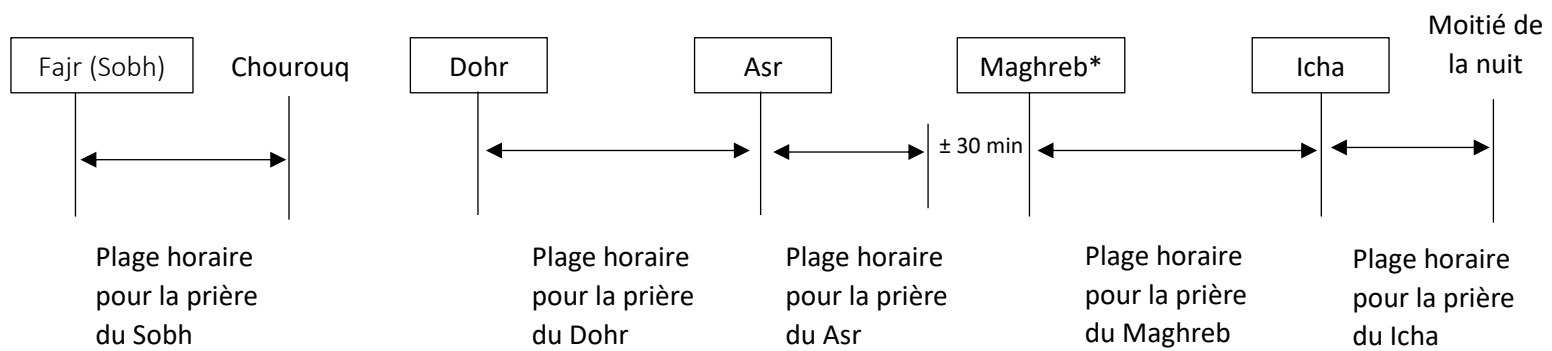 Fajr (Sobh)
Chourouq
Dohr
Asr
Maghreb*
Icha
Moitié de
la nuit
± 30 min
Plage horaire
pour la prière
du Sobh
Plage horaire
pour la prière
du Dohr
Plage horaire
pour la prière
du Asr
Plage horaire
pour la prière
du Maghreb
Plage horaire
pour la prière
du Icha